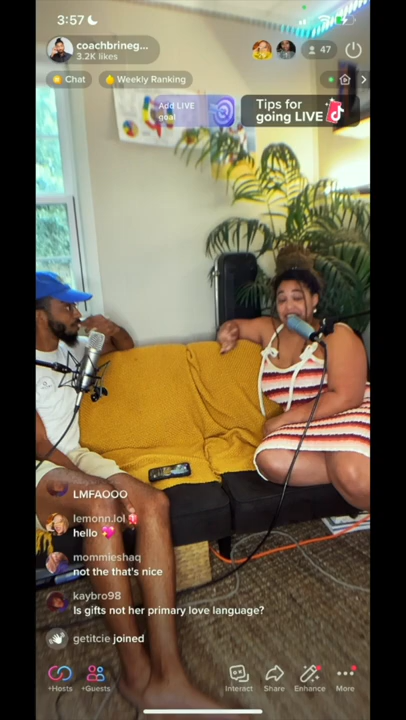 3:57
coachbrineg...
3.2K likes
47
Chat
Weekly Ranking
Add LIVE
goal
Tips for
going LIVE
LMFAOOO
lemonn.lol
hello 💖
mommieshaq
not the that's nice
kaybro98
Is gifts not her primary love language?
getitcie joined
+Hosts
+Guests
Interact
Share
Enhance
More